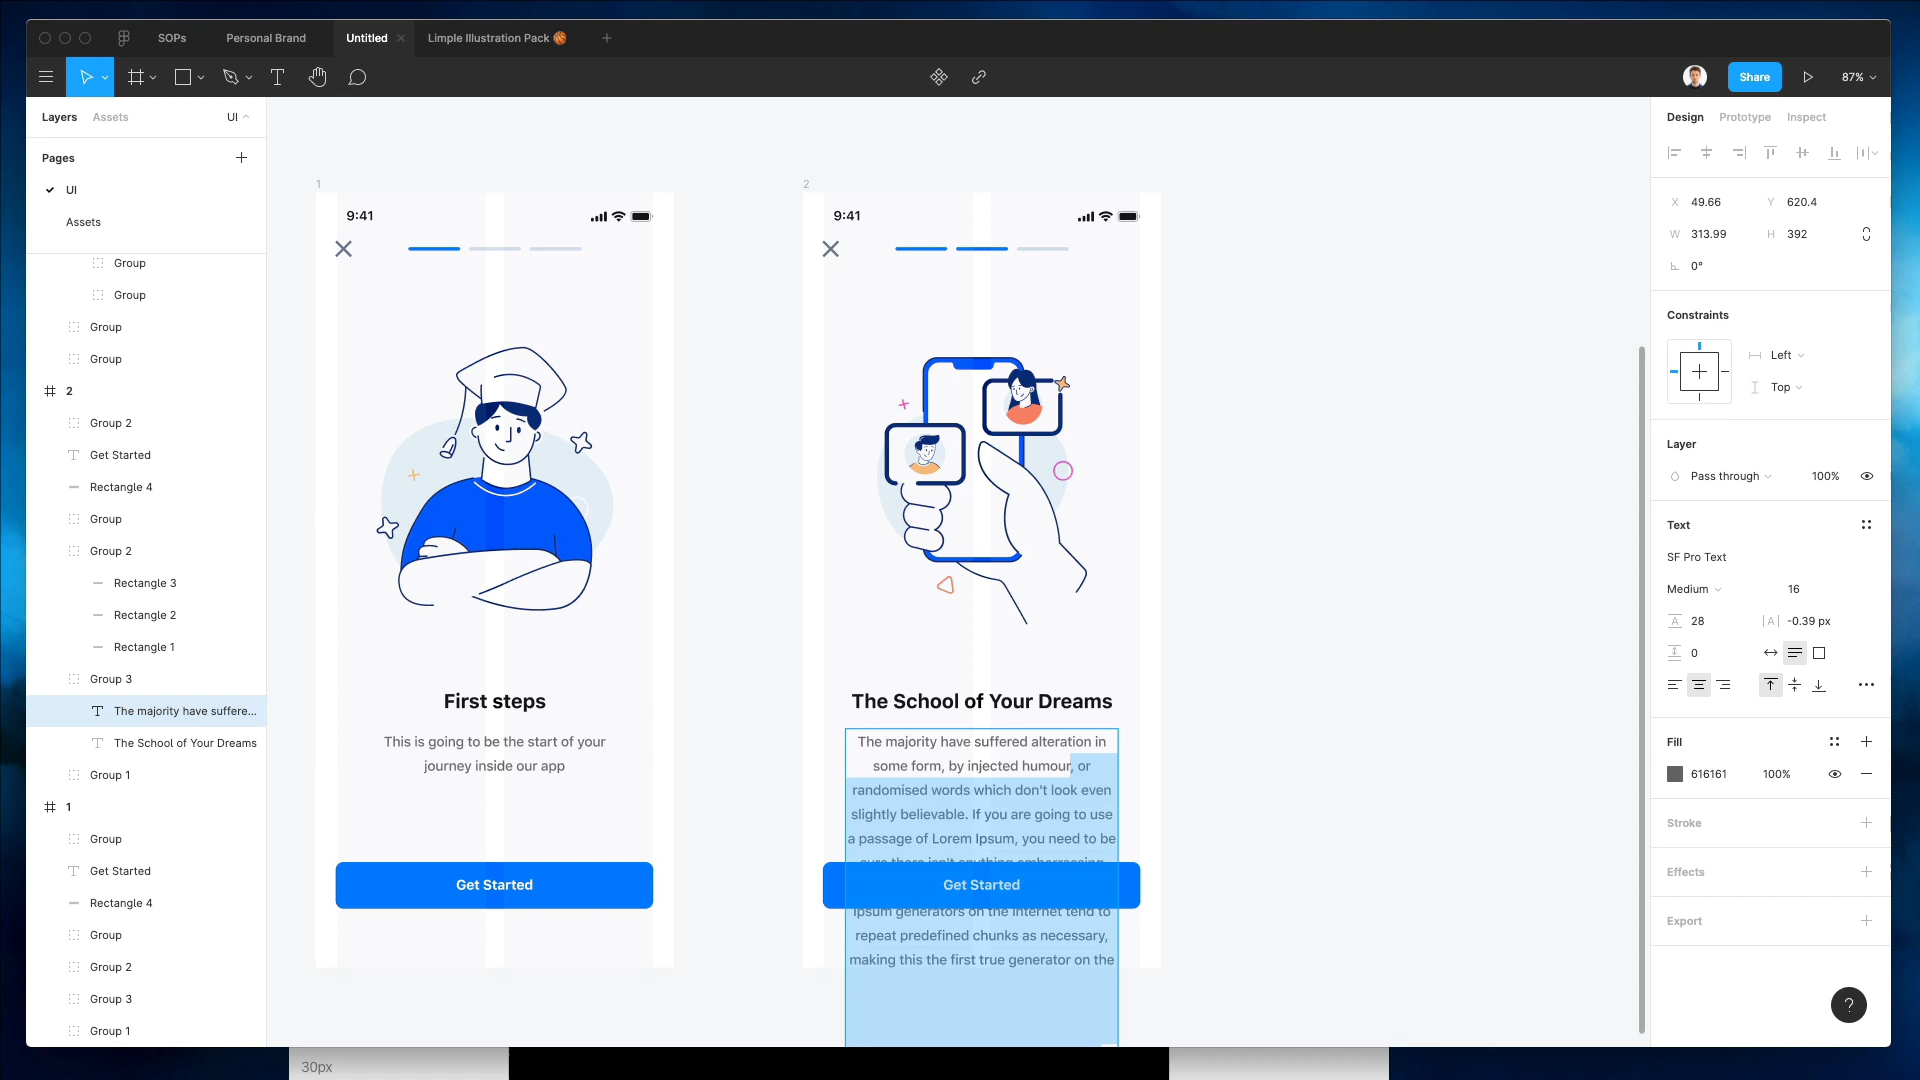 SOPs
Personal Brand
Untitled
Limple Illustration Pack 🏀
Share
87%
Layers
Assets
UI
Pages
UI
Assets
Group
Group
Group
Group
2
Group 2
Get Started
Rectangle 4
Group
Group 2
Rectangle 3
Rectangle 2
Rectangle 1
Group 3
The majority have suffere...
The School of Your Dreams
Group 1
1
Group
Get Started
Rectangle 4
Group
Group 2
Group 3
Group 1
1
9:41
First steps
This is going to be the start of your
journey inside our app
Get Started
2
9:41
The School of Your Dreams
The majority have suffered alteration in
some form, by injected humour, or
randomised words which don't look even
slightly believable. If you are going to use
a passage of Lorem Ipsum, you need to be
sure there isn't anything embarrassing
Get Started
Ipsum generators on the Internet tend to
repeat predefined chunks as necessary,
making this the first true generator on the
Design
Prototype
Inspect
X 49.66
Y 620.4
W 313.99
H 392
0°
Constraints
Left
Top
Layer
Pass through
100%
Text
SF Pro Text
Medium
16
A 28
|A| -0.39 px
0
Fill
616161
100%
Stroke
Effects
Export
?
30px